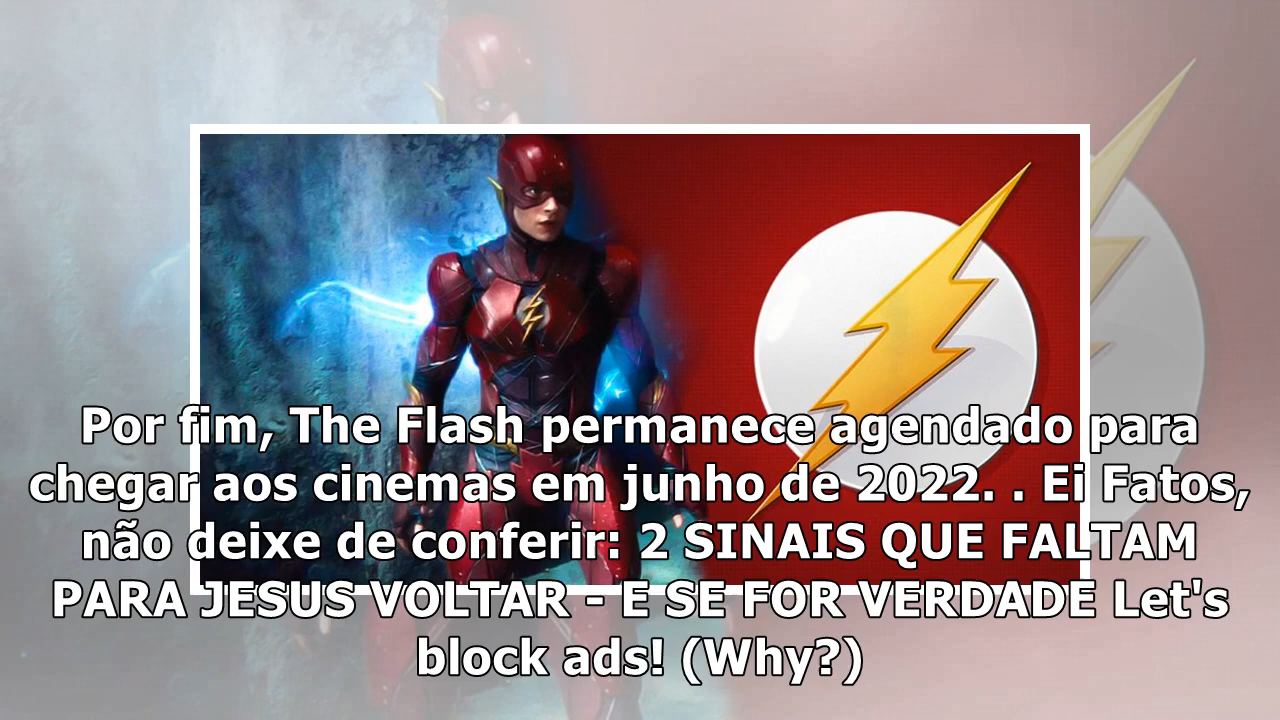 Por fim, The Flash permanece agendado para
chegar aos cinemas em junho de 2022. . Ei Fatos,
não deixe de conferir: 2 SINAIS QUE FALTAM
PARA JESUS VOLTAR - E SE FOR VERDADE Let's
block ads! (Why?)